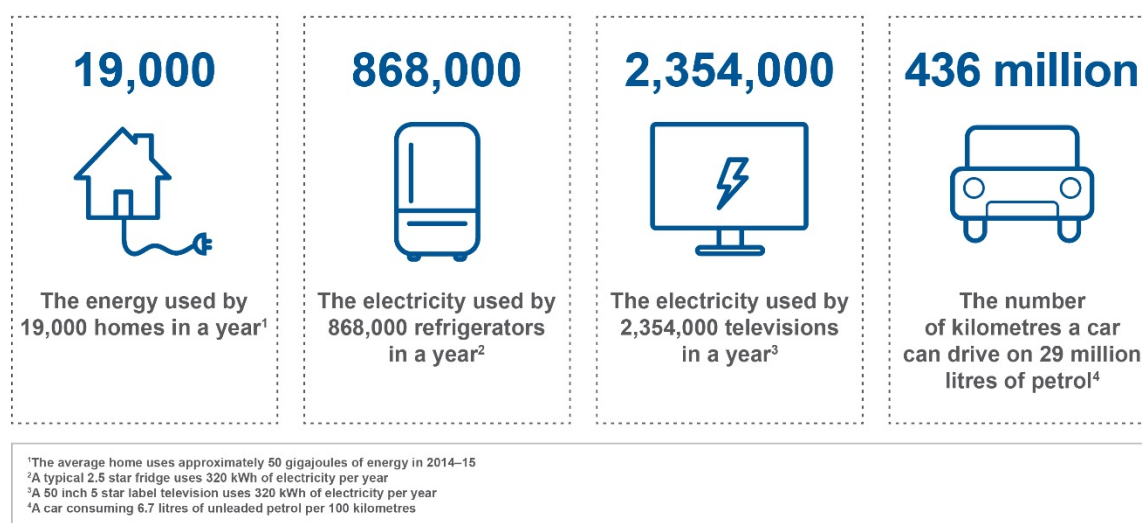 19,000
The energy used by
19,000 homes in a year¹
868,000
The electricity used by
868,000 refrigerators
in a year²
2,354,000
The electricity used by
2,354,000 televisions
in a year³
436 million
The number
of kilometres a car
can drive on 29 million
litres of petrol⁴
¹The average home uses approximately 50 gigajoules of energy in 2014–15
²A typical 2.5 star fridge uses 320 kWh of electricity per year
³A 50 inch 5 star label television uses 320 kWh of electricity per year
⁴A car consuming 6.7 litres of unleaded petrol per 100 kilometres